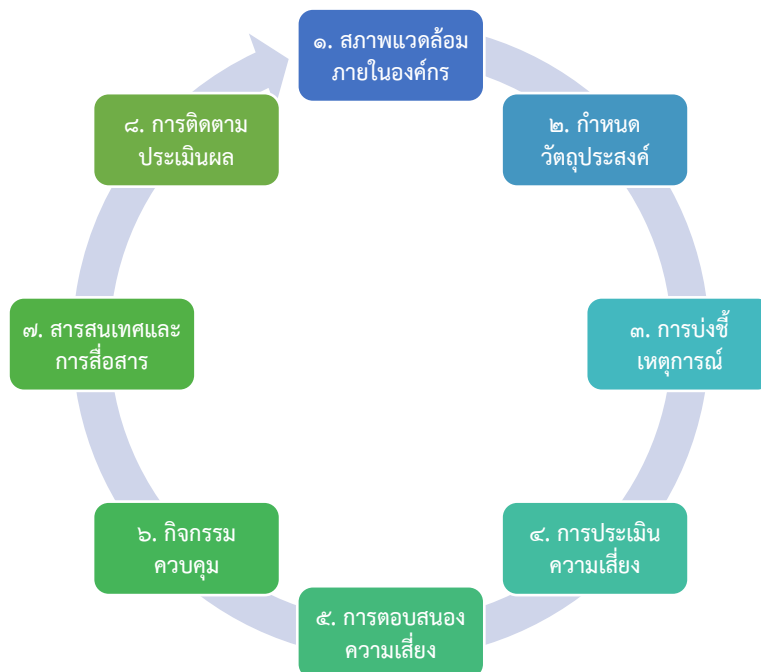 ๑. สภาพแวดล้อม
ภายในองค์กร
๒. กำหนด
วัตถุประสงค์
๓. การบ่งชี้
เหตุการณ์
๔. การประเมิน
ความเสี่ยง
๕. การตอบสนอง
ความเสี่ยง
๖. กิจกรรม
ควบคุม
๗. สารสนเทศและ
การสื่อสาร
๘. การติดตาม
ประเมินผล